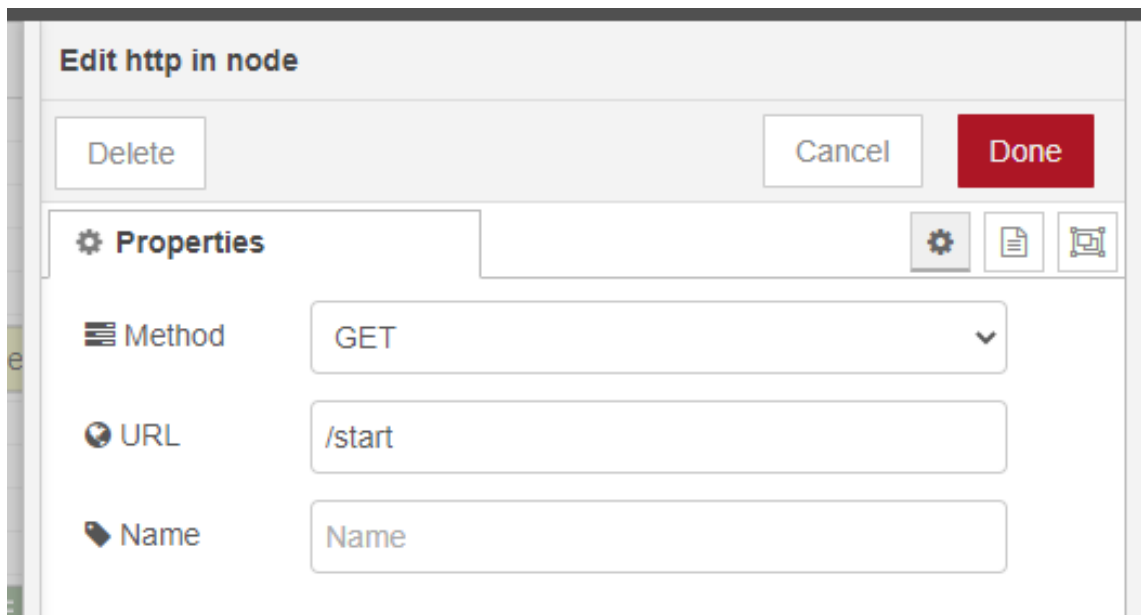 Edit http in node
Delete
Cancel
Done
Properties
Method
GET
URL
/start
Name
Name
e